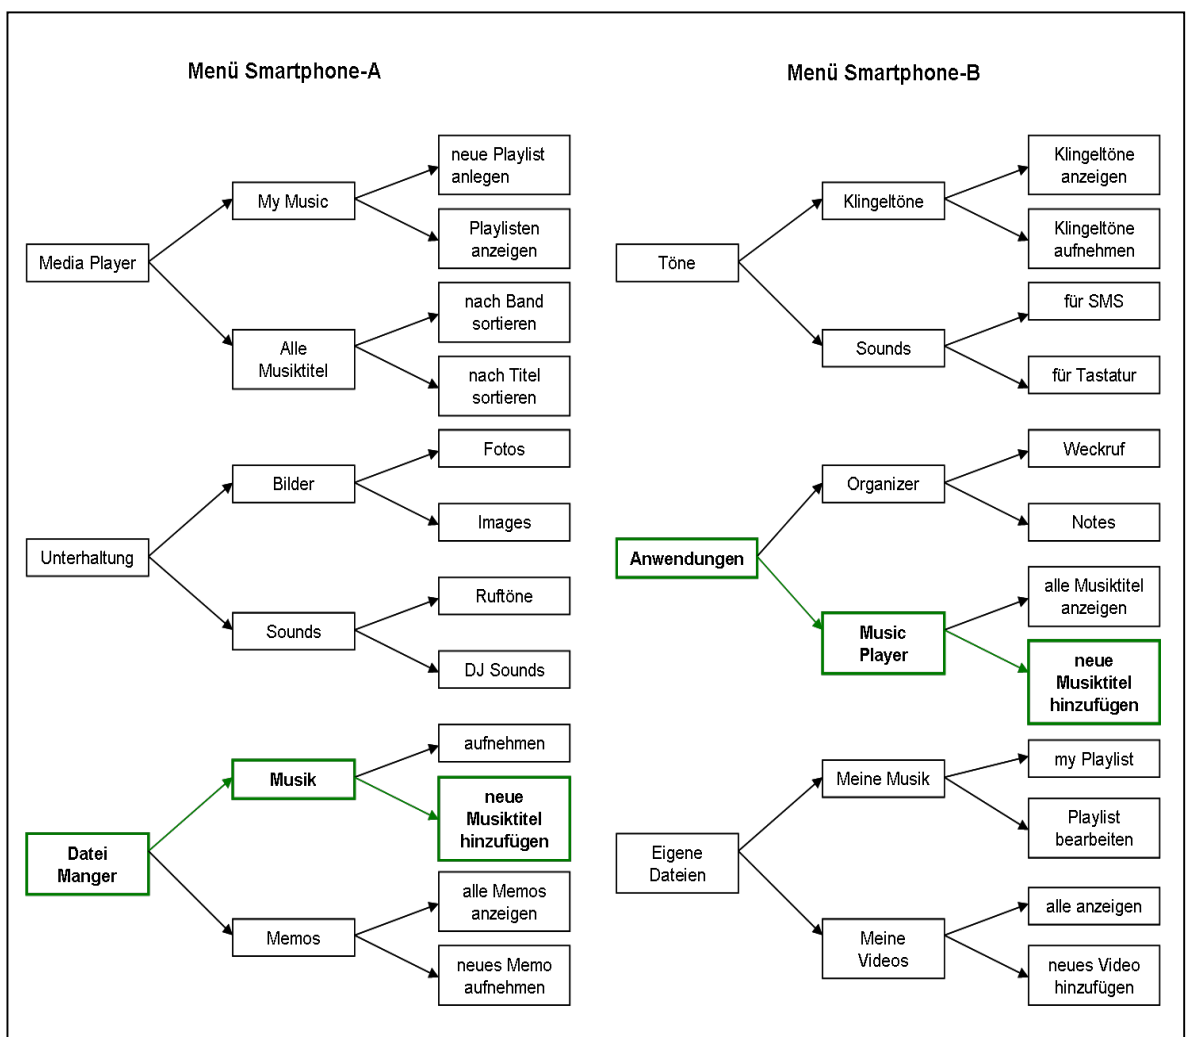 Menü Smartphone-A
Media Player
My Music
neue Playlist
anlegen
Playlisten
anzeigen
Alle
Musiktitel
nach Band
sortieren
nach Titel
sortieren
Unterhaltung
Bilder
Fotos
Images
Sounds
Ruftöne
DJ Sounds
Datei
Manger
Musik
aufnehmen
neue
Musiktitel
hinzufügen
Memos
alle Memos
anzeigen
neues Memo
aufnehmen
Menü Smartphone-B
Töne
Klingeltöne
Klingeltöne
anzeigen
Klingeltöne
aufnehmen
Sounds
für SMS
für Tastatur
Anwendungen
Organizer
Weckruf
Notes
Music
Player
alle Musiktitel
anzeigen
neue
Musiktitel
hinzufügen
Eigene
Dateien
Meine Musik
my Playlist
Playlist
bearbeiten
Meine
Videos
alle anzeigen
neues Video
hinzufügen